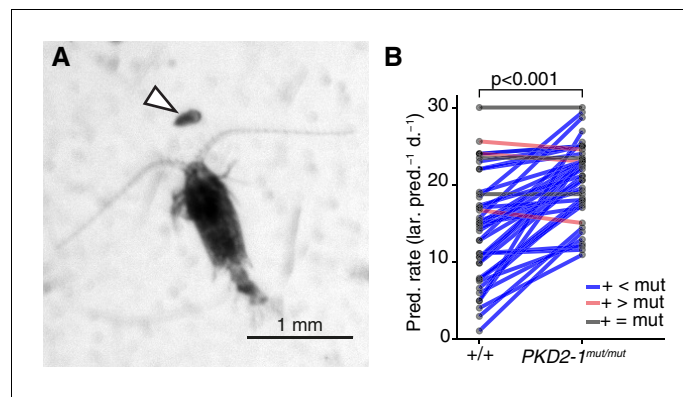 A
1 mm
B
p<0.001
Pred. rate (lar. pred.⁻¹ d.⁻¹)
30
20
10
0
+ < mut
+ > mut
+ = mut
+/+
PKD2-1mut/mut